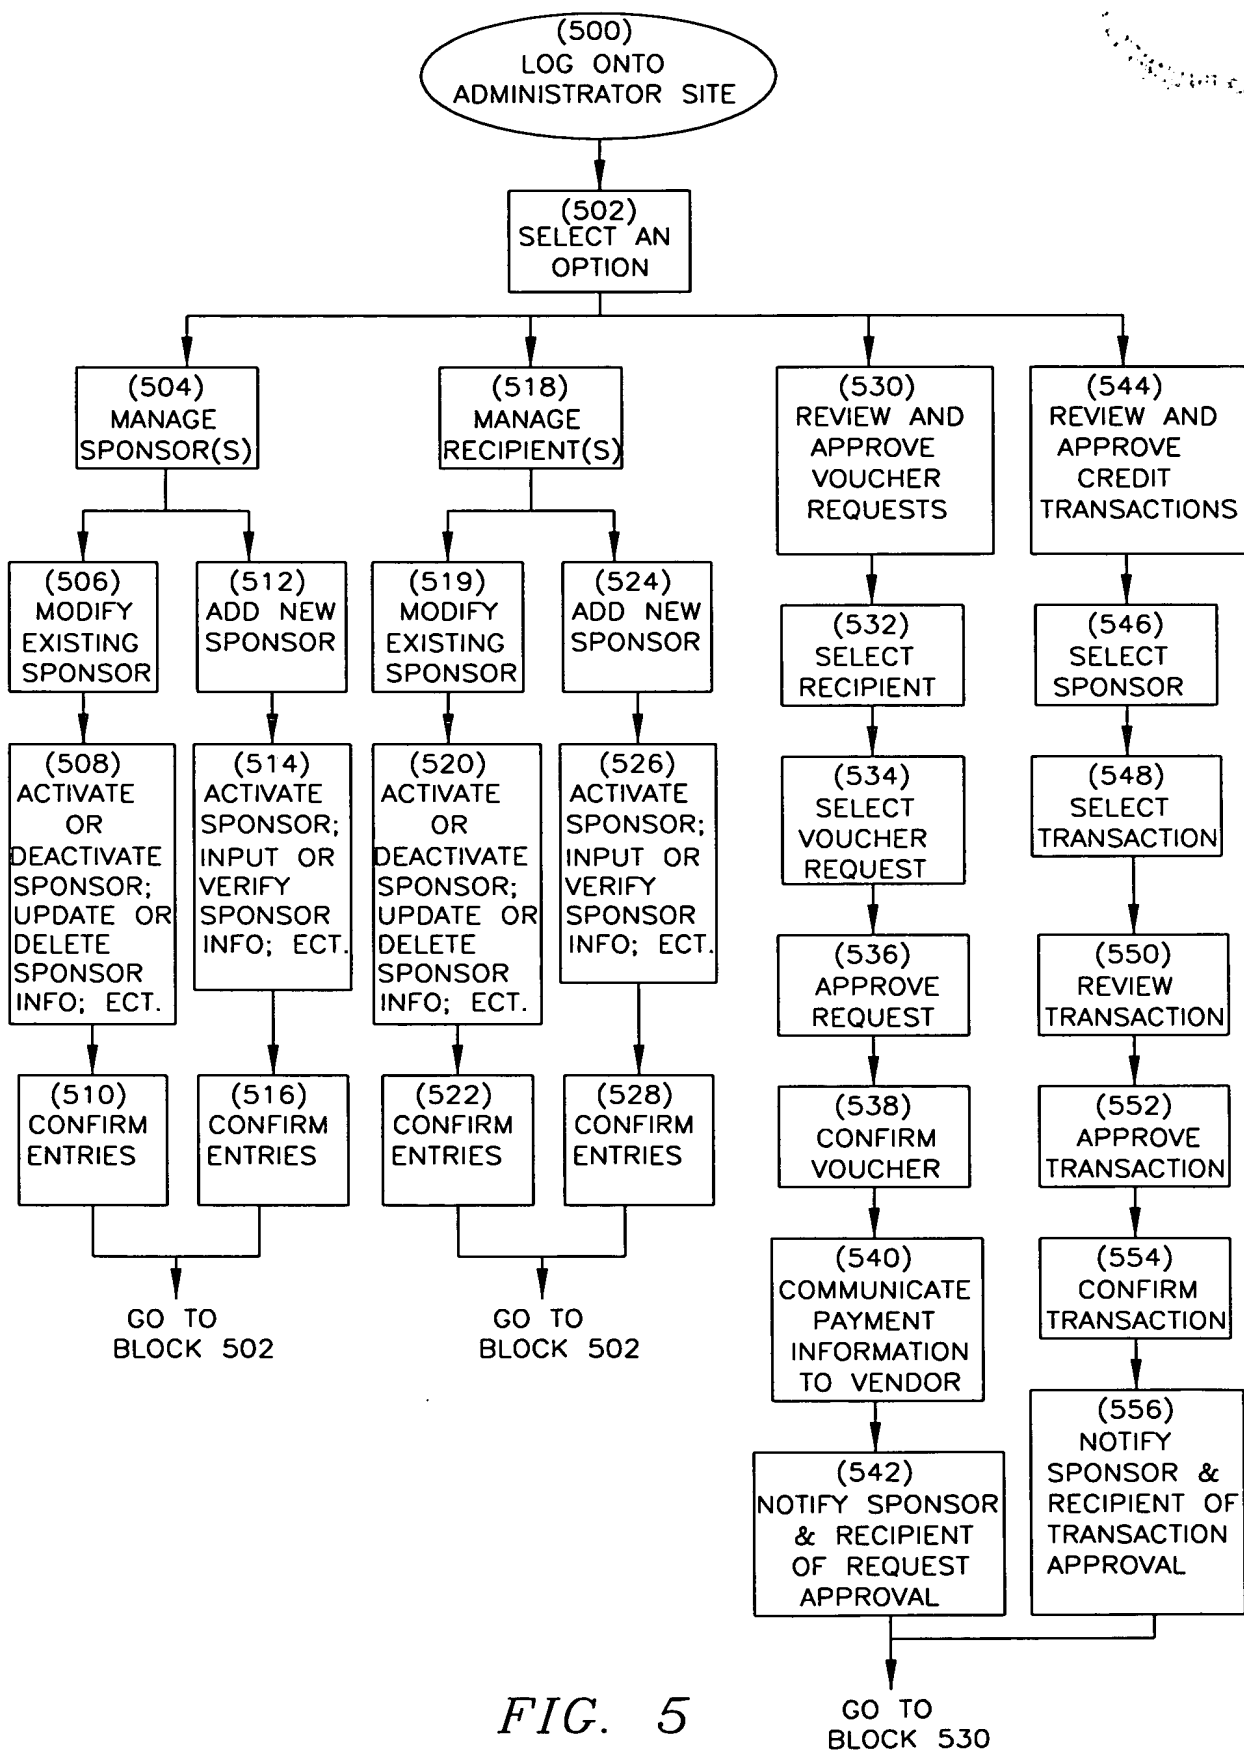 (500)
LOG ONTO
ADMINISTRATOR SITE
(502)
SELECT AN
OPTION
(504)
MANAGE
SPONSOR(S)
(518)
MANAGE
RECIPIENT(S)
(530)
REVIEW AND
APPROVE
VOUCHER
REQUESTS
(544)
REVIEW AND
APPROVE
CREDIT
TRANSACTIONS
(506)
MODIFY
EXISTING
SPONSOR
(512)
ADD NEW
SPONSOR
(519)
MODIFY
EXISTING
SPONSOR
(524)
ADD NEW
SPONSOR
(532)
SELECT
RECIPIENT
(546)
SELECT
SPONSOR
(508)
ACTIVATE
OR
DEACTIVATE
SPONSOR;
UPDATE OR
DELETE
SPONSOR
INFO; ECT.
(514)
ACTIVATE
SPONSOR;
INPUT OR
VERIFY
SPONSOR
INFO; ECT.
(520)
ACTIVATE
OR
DEACTIVATE
SPONSOR;
UPDATE OR
DELETE
SPONSOR
INFO; ECT.
(526)
ACTIVATE
SPONSOR;
INPUT OR
VERIFY
SPONSOR
INFO; ECT.
(534)
SELECT
VOUCHER
REQUEST
(548)
SELECT
TRANSACTION
(536)
APPROVE
REQUEST
(550)
REVIEW
TRANSACTION
(510)
CONFIRM
ENTRIES
(516)
CONFIRM
ENTRIES
(522)
CONFIRM
ENTRIES
(528)
CONFIRM
ENTRIES
(538)
CONFIRM
VOUCHER
(552)
APPROVE
TRANSACTION
GO TO
BLOCK 502
GO TO
BLOCK 502
(540)
COMMUNICATE
PAYMENT
INFORMATION
TO VENDOR
(554)
CONFIRM
TRANSACTION
(542)
NOTIFY SPONSOR
& RECIPIENT
OF REQUEST
APPROVAL
(556)
NOTIFY
SPONSOR &
RECIPIENT OF
TRANSACTION
APPROVAL
GO TO
BLOCK 530
FIG. 5